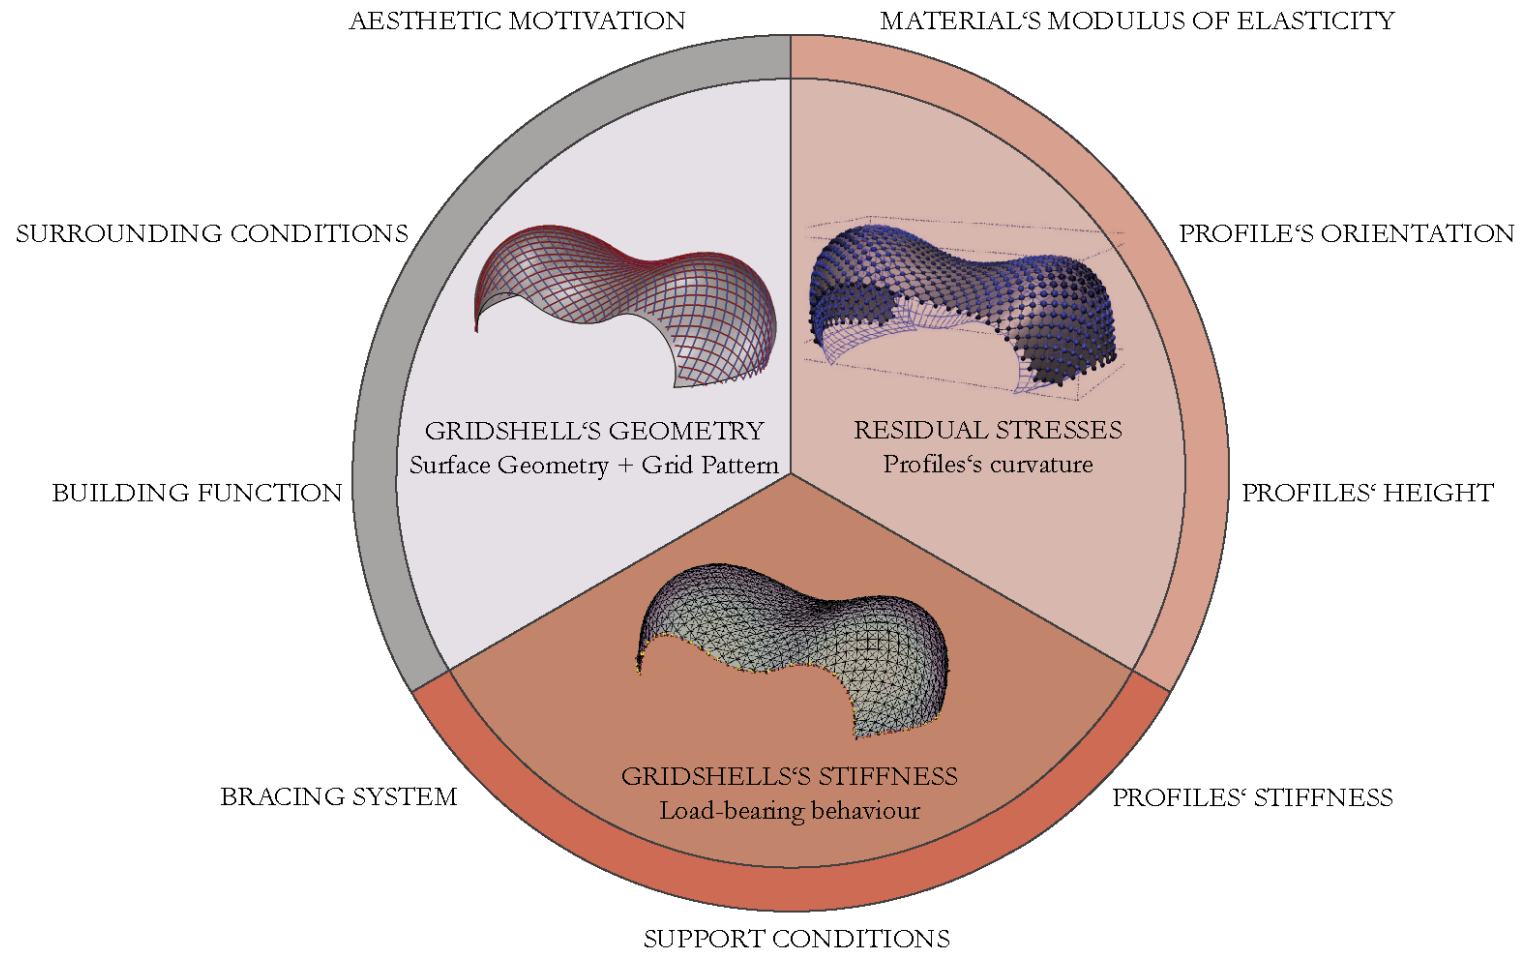 AESTHETIC MOTIVATION
MATERIAL‘S MODULUS OF ELASTICITY
SURROUNDING CONDITIONS
PROFILE‘S ORIENTATION
GRIDSHELL‘S GEOMETRY
Surface Geometry + Grid Pattern
RESIDUAL STRESSES
Profiles‘s curvature
BUILDING FUNCTION
PROFILES‘ HEIGHT
GRIDSHELLS‘S STIFFNESS
Load-bearing behaviour
BRACING SYSTEM
PROFILES‘ STIFFNESS
SUPPORT CONDITIONS